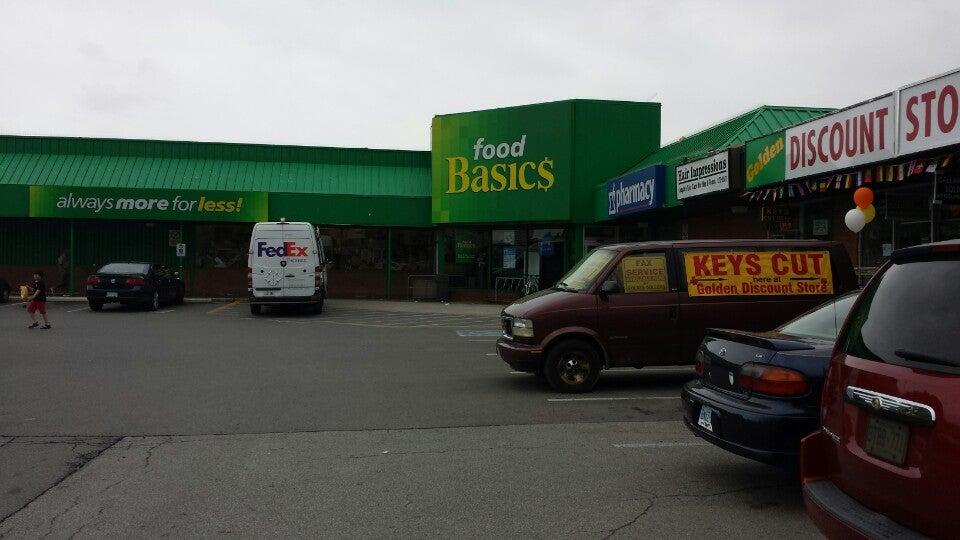 always more for less!
food
Basic$
pharmacy
Hair Impressions
Golden
DISCOUNT STO
FedEx
FAX
SERVICE
KEYS CUT
here at
Golden Discount Store